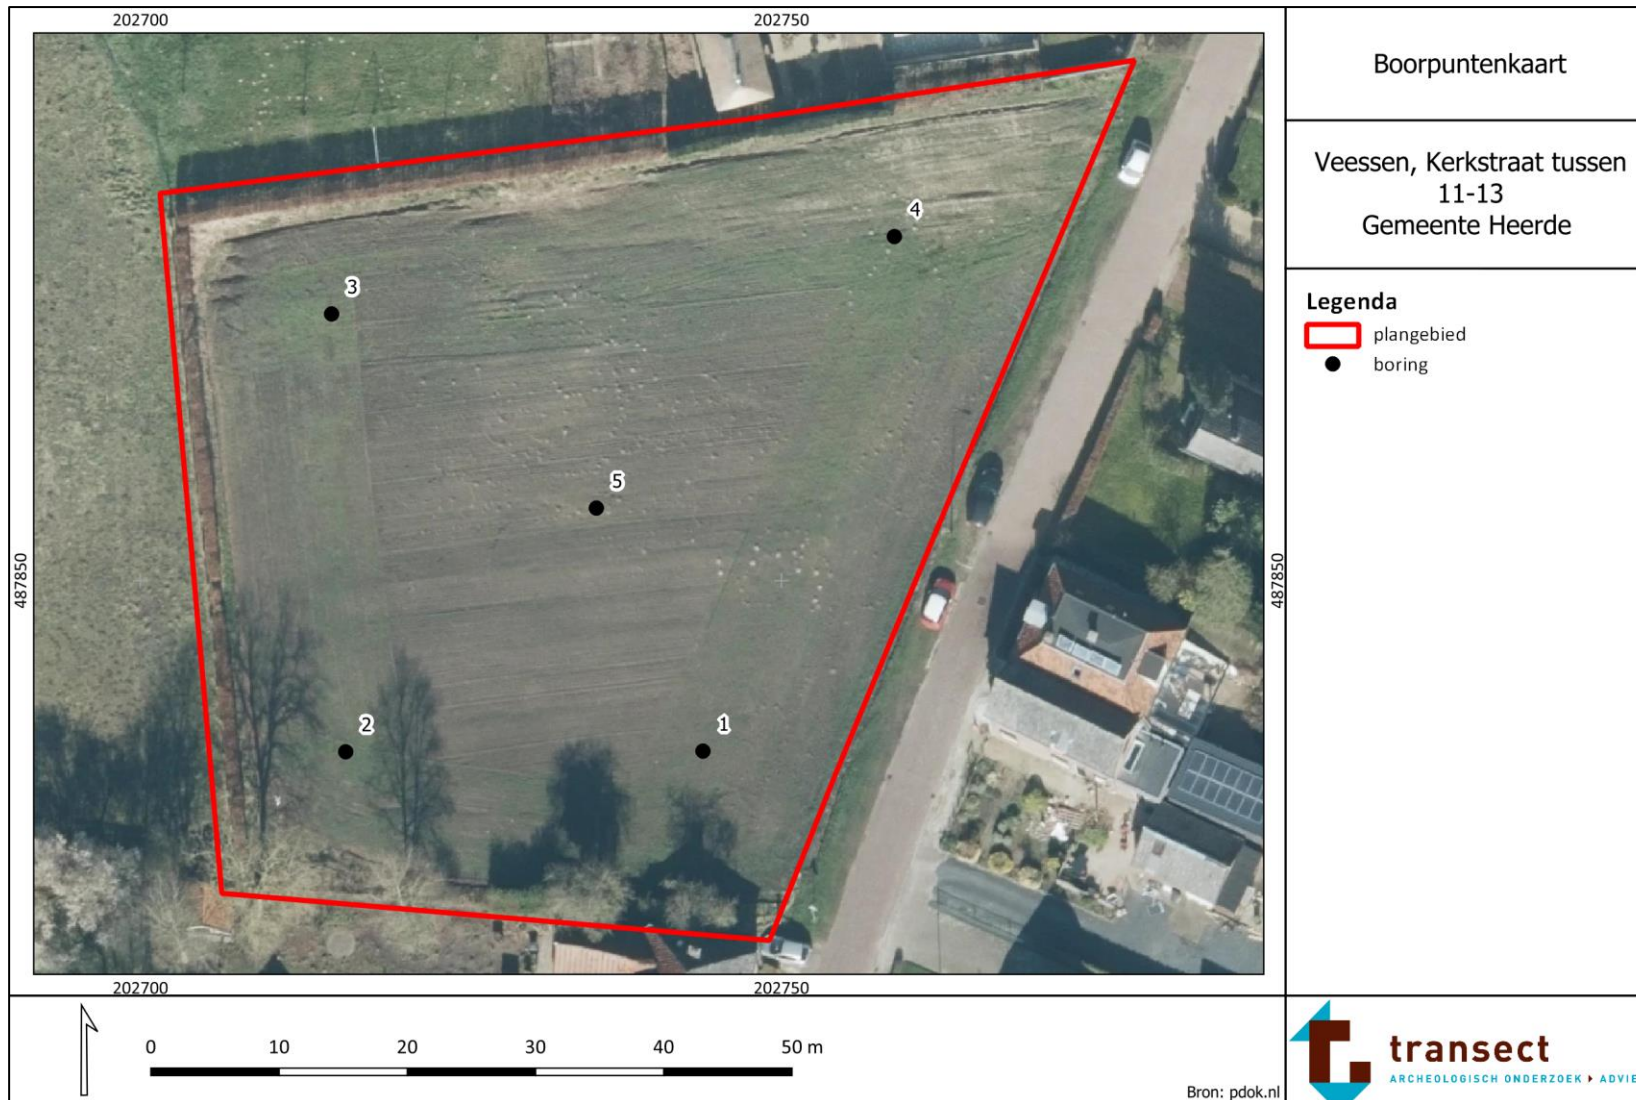 202700
202750
Boorpuntenkaart
Veessen, Kerkstraat tussen
11-13
Gemeente Heerde
Legenda
plangebied
boring
4
3
5
487850
487850
2
1
202700
202750
0 10 20 30 40 50 m
Bron: pdok.nl
transect
ARCHEOLOGISCH ONDERZOEK ADVIE